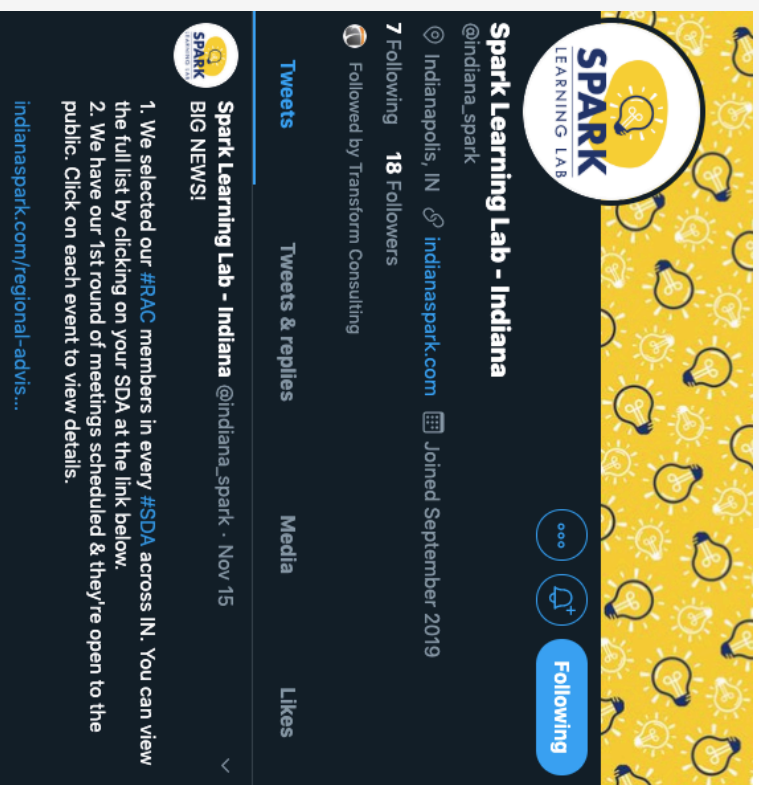 SPARK
LEARNING LAB
Following
Spark Learning Lab - Indiana
@indiana_spark
Indianapolis, IN indianaspark.com Joined September 2019
7 Following 18 Followers
Followed by Transform Consulting
Tweets Tweets & replies Media Likes
SPARK
LEARNING LAB
Spark Learning Lab - Indiana @indiana_spark · Nov 15
BIG NEWS!
1. We selected our #RAC members in every #SDA across IN. You can view
the full list by clicking on your SDA at the link below.
2. We have our 1st round of meetings scheduled & they're open to the
public. Click on each event to view details.
indianaspark.com/regional-advis...